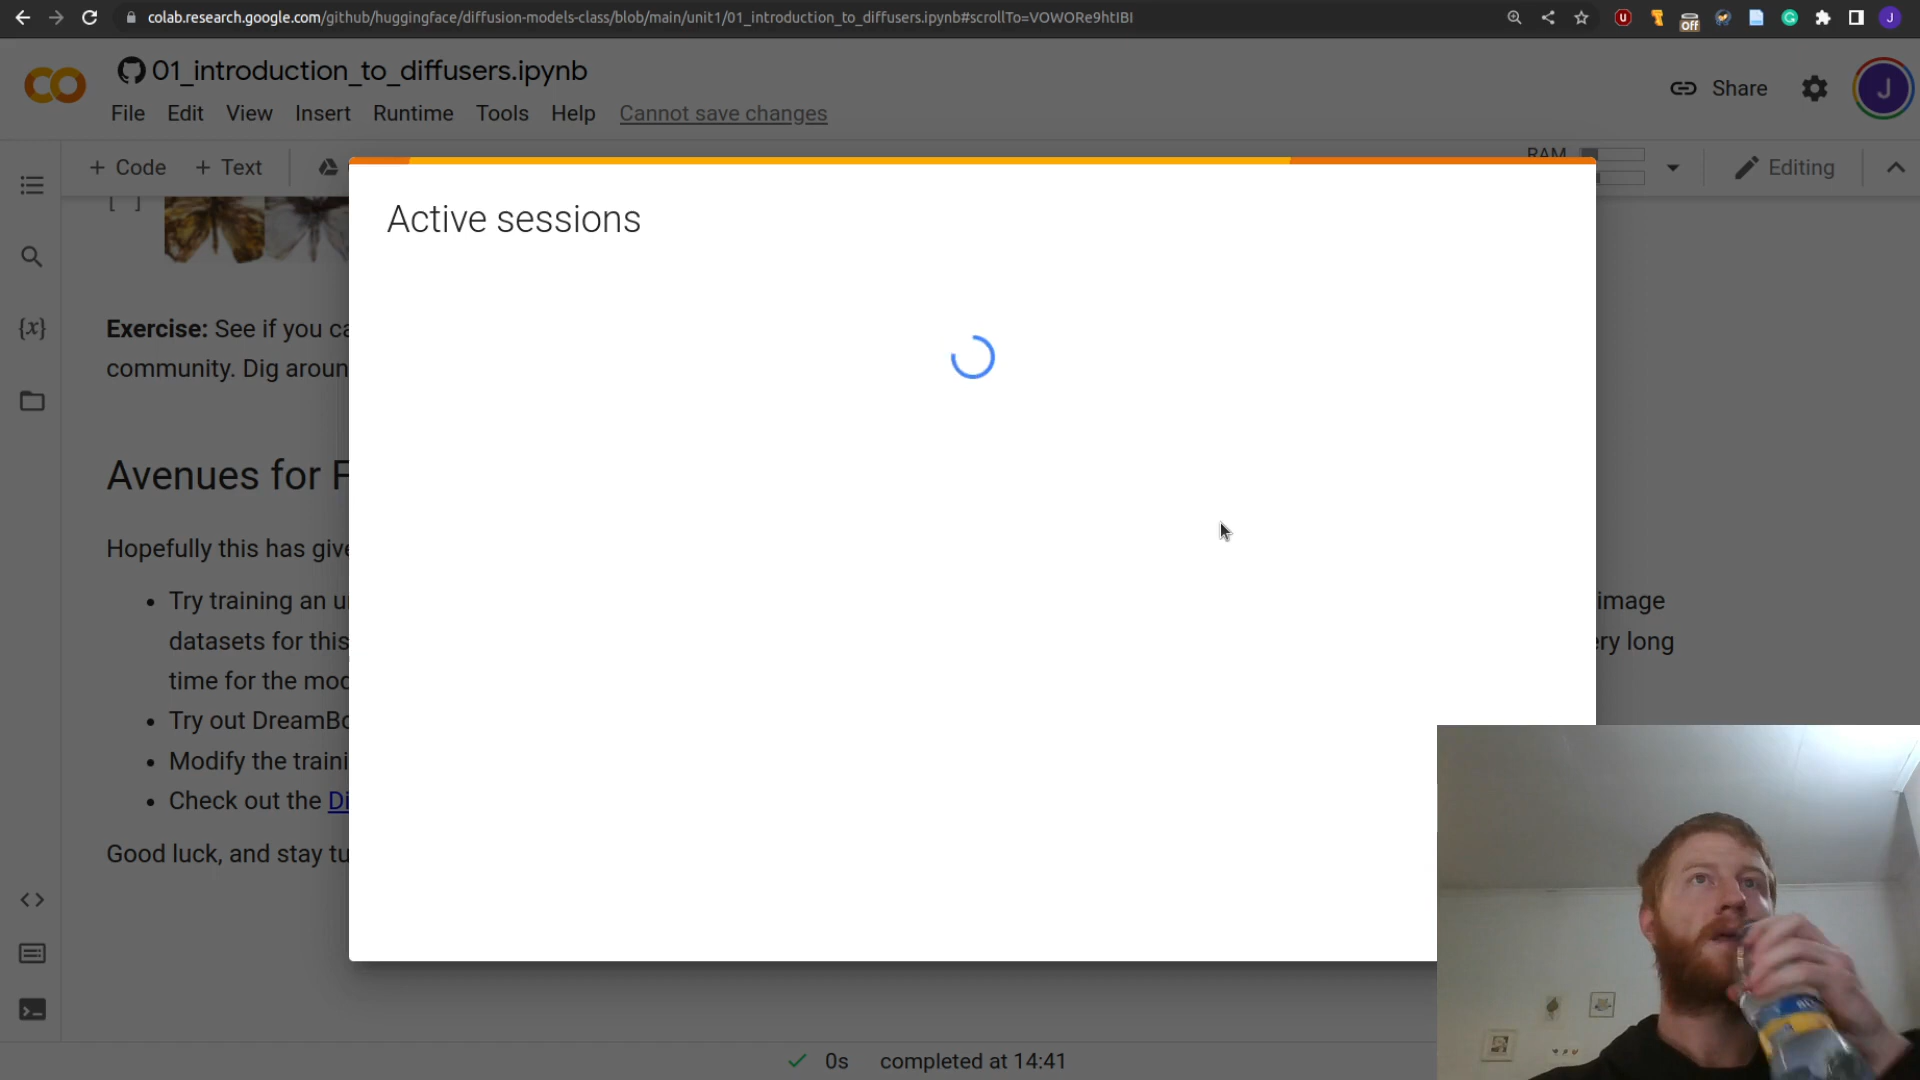 colab.research.google.com/github/huggingface/diffusion-models-class/blob/main/unit1/01_introduction_to_diffusers.ipynb#scrollTo=VOWORe9htIBI
Off
J
01_introduction_to_diffusers.ipynb
File Edit View Insert Runtime Tools Help Cannot save changes
Share
J
+ Code + Text
RAM
Editing
Active sessions
[ ]
{x}
Exercise: See if you ca
community. Dig aroun
Avenues for F
Hopefully this has give
• Try training an u
image
datasets for this
ery long
time for the mod
• Try out DreamBo
• Modify the traini
• Check out the Di
Good luck, and stay tu
0s completed at 14:41